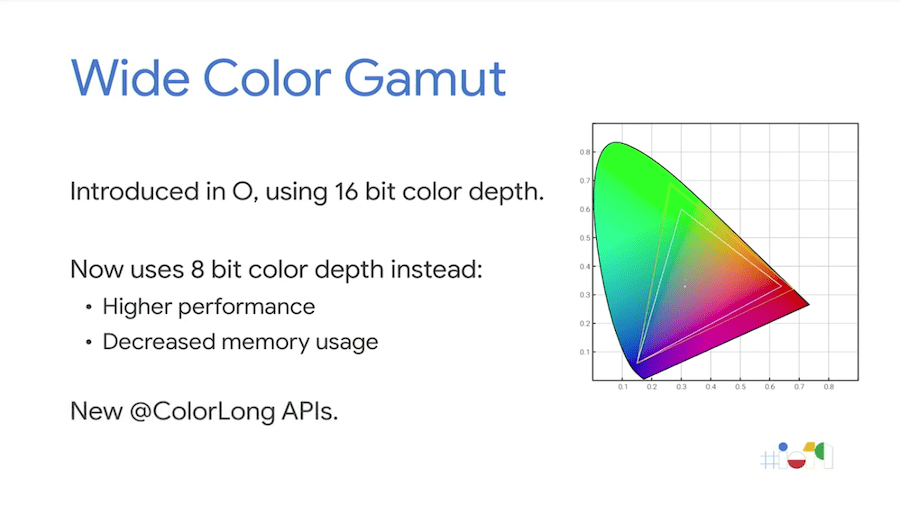 Wide Color Gamut
Introduced in O, using 16 bit color depth.
Now uses 8 bit color depth instead:
• Higher performance
• Decreased memory usage
New @ColorLong APIs.
0.8
0.7
0.6
0.5
0.4
0.3
0.2
0.1
0.1 0.2 0.3 0.4 0.5 0.6 0.7 0.8
#io19